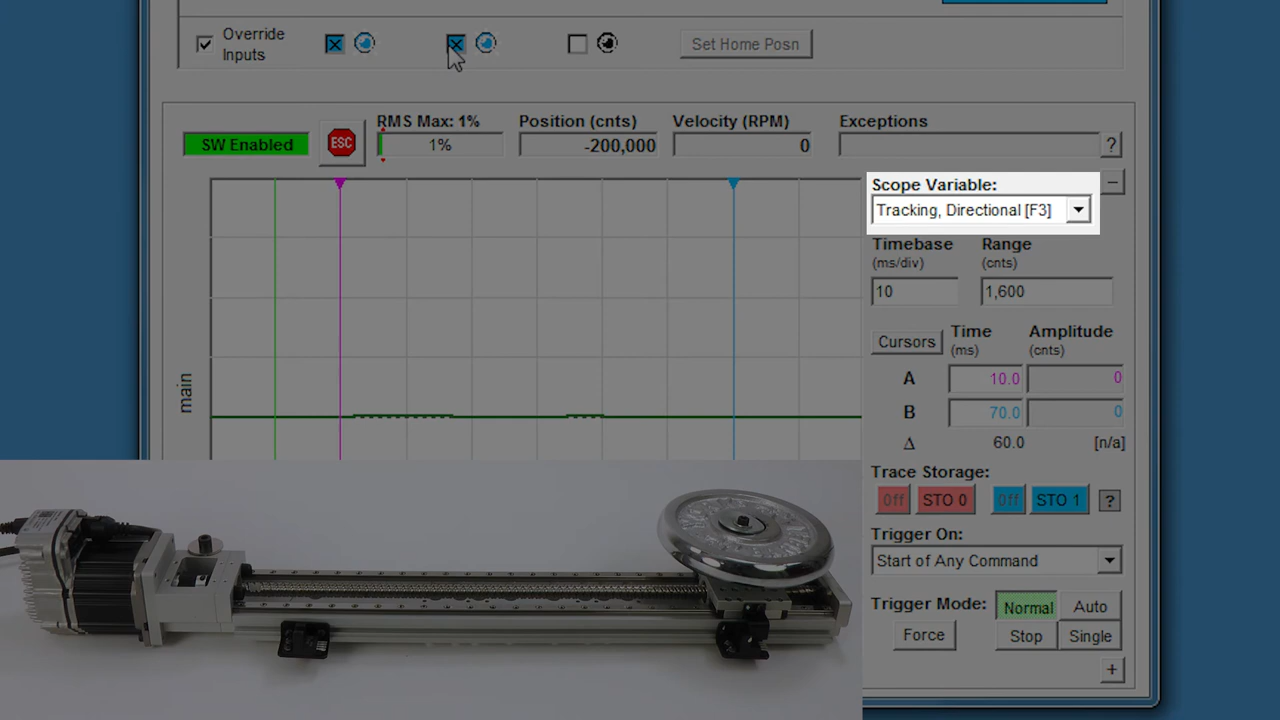 Override
Inputs
Set Home Posn
SW Enabled
ESC
RMS Max: 1%
1%
Position (cnts)
-200,000
Velocity (RPM)
0
Exceptions
?
Scope Variable:
Tracking, Directional [F3]
Timebase
(ms/div)
10
Range
(cnts)
1,600
Cursors
Time
(ms)
Amplitude
(cnts)
A
10.0
0
B
70.0
0
Δ
60.0
[n/a]
Trace Storage:
Off
STO 0
Off
STO 1
?
Trigger On:
Start of Any Command
Trigger Mode:
Normal
Auto
Force
Stop
Single
main